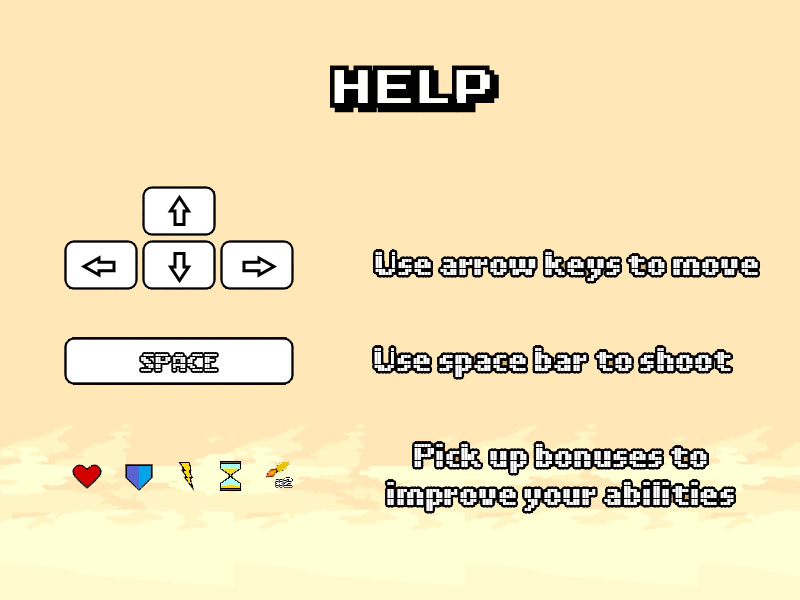 HELP
Use arrow keys to move
SPACE
Use space bar to shoot
Pick up bonuses to
x2
improve your abilities